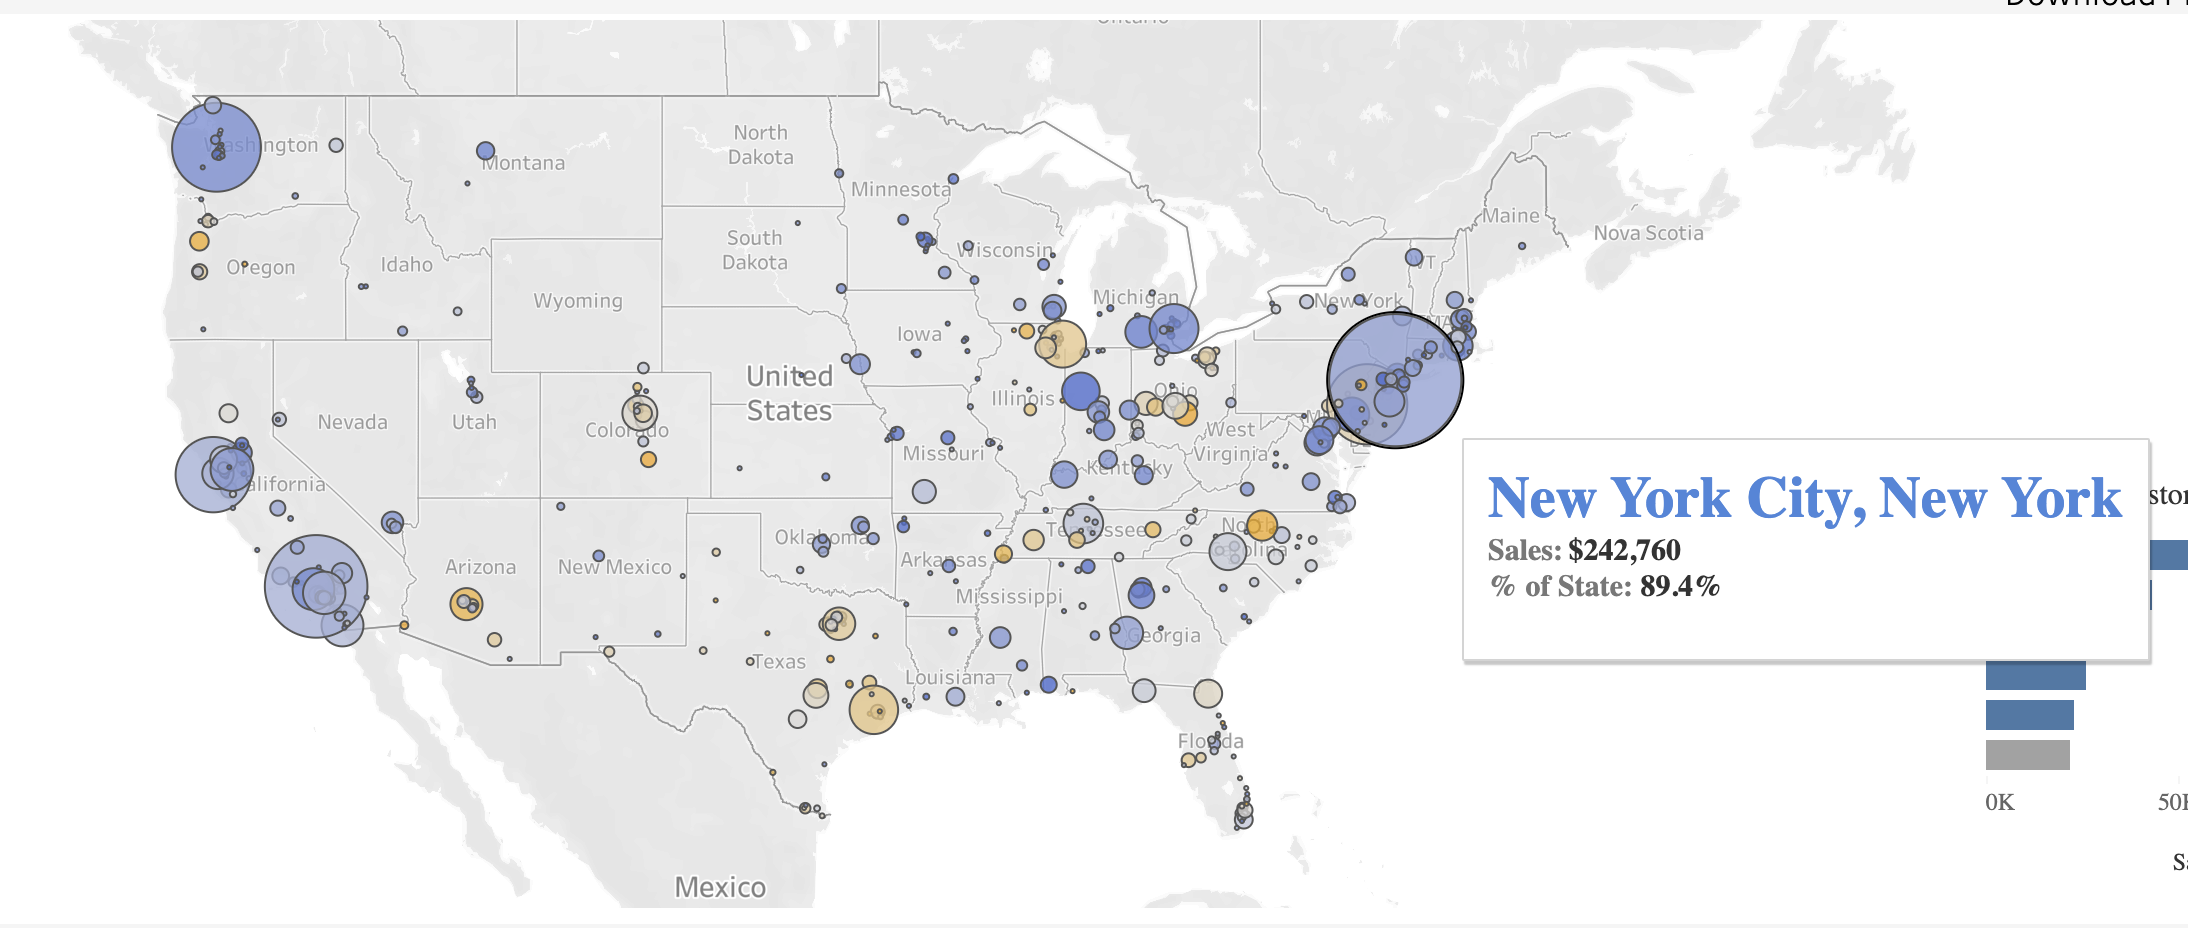 Washington
Montana
North
Dakota
Minnesota
Maine
Nova Scotia
South
Dakota
Wisconsin
Oregon
Idaho
VT
Wyoming
Michigan
New York
MA
Iowa
United
States
Illinois
Ohio
Nevada
Utah
Colorado
West
Virginia
Missouri
Kentucky
California
New York City, New York
Sales: $242,760
% of State: 89.4%
Tennessee
North
Carolina
Oklahoma
Arkansas
Arizona
New Mexico
Mississippi
Georgia
Texas
Louisiana
Florida
0K
Mexico